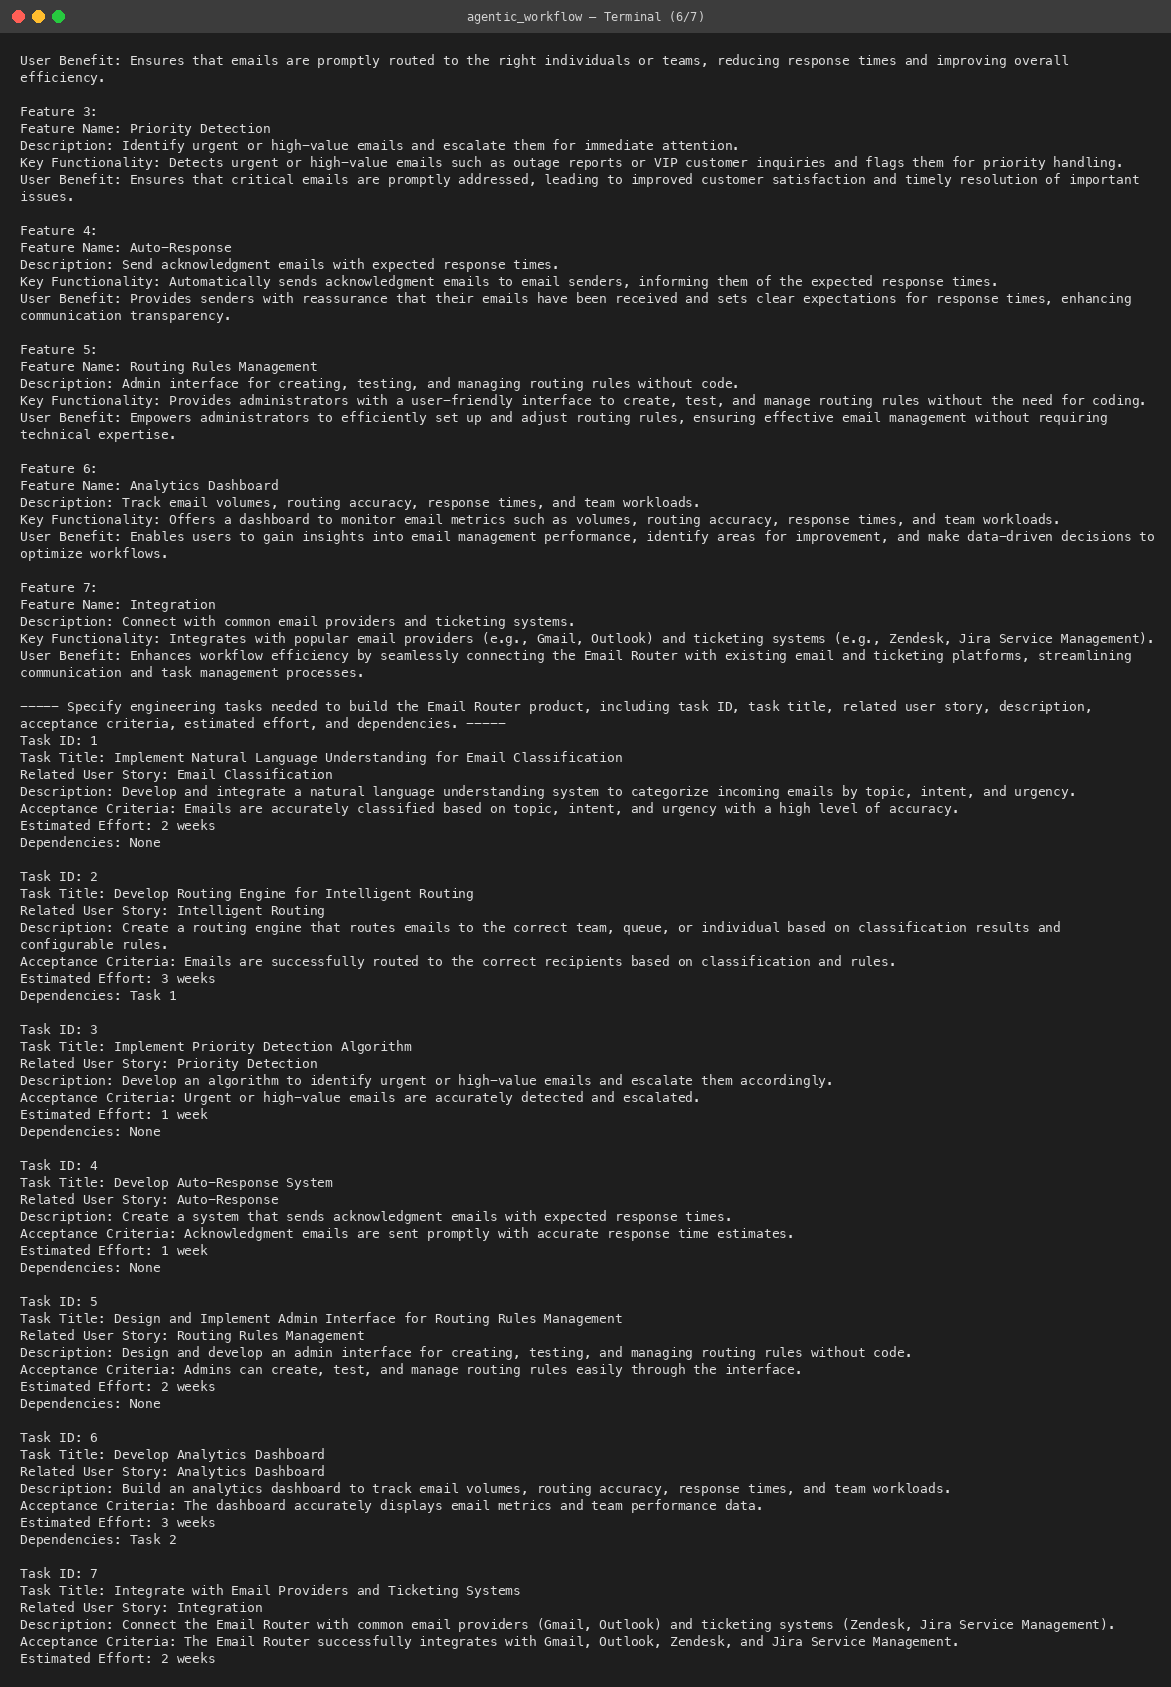 agentic_workflow — Terminal (6/7)
User Benefit: Ensures that emails are promptly routed to the right individuals or teams, reducing response times and improving overall
efficiency.
Feature 3:
Feature Name: Priority Detection
Description: Identify urgent or high-value emails and escalate them for immediate attention.
Key Functionality: Detects urgent or high-value emails such as outage reports or VIP customer inquiries and flags them for priority handling.
User Benefit: Ensures that critical emails are promptly addressed, leading to improved customer satisfaction and timely resolution of important
issues.
Feature 4:
Feature Name: Auto-Response
Description: Send acknowledgment emails with expected response times.
Key Functionality: Automatically sends acknowledgment emails to email senders, informing them of the expected response times.
User Benefit: Provides senders with reassurance that their emails have been received and sets clear expectations for response times, enhancing
communication transparency.
Feature 5:
Feature Name: Routing Rules Management
Description: Admin interface for creating, testing, and managing routing rules without code.
Key Functionality: Provides administrators with a user-friendly interface to create, test, and manage routing rules without the need for coding.
User Benefit: Empowers administrators to efficiently set up and adjust routing rules, ensuring effective email management without requiring
technical expertise.
Feature 6:
Feature Name: Analytics Dashboard
Description: Track email volumes, routing accuracy, response times, and team workloads.
Key Functionality: Offers a dashboard to monitor email metrics such as volumes, routing accuracy, response times, and team workloads.
User Benefit: Enables users to gain insights into email management performance, identify areas for improvement, and make data-driven decisions to
optimize workflows.
Feature 7:
Feature Name: Integration
Description: Connect with common email providers and ticketing systems.
Key Functionality: Integrates with popular email providers (e.g., Gmail, Outlook) and ticketing systems (e.g., Zendesk, Jira Service Management).
User Benefit: Enhances workflow efficiency by seamlessly connecting the Email Router with existing email and ticketing platforms, streamlining
communication and task management processes.
----- Specify engineering tasks needed to build the Email Router product, including task ID, task title, related user story, description,
acceptance criteria, estimated effort, and dependencies. -----
Task ID: 1
Task Title: Implement Natural Language Understanding for Email Classification
Related User Story: Email Classification
Description: Develop and integrate a natural language understanding system to categorize incoming emails by topic, intent, and urgency.
Acceptance Criteria: Emails are accurately classified based on topic, intent, and urgency with a high level of accuracy.
Estimated Effort: 2 weeks
Dependencies: None
Task ID: 2
Task Title: Develop Routing Engine for Intelligent Routing
Related User Story: Intelligent Routing
Description: Create a routing engine that routes emails to the correct team, queue, or individual based on classification results and
configurable rules.
Acceptance Criteria: Emails are successfully routed to the correct recipients based on classification and rules.
Estimated Effort: 3 weeks
Dependencies: Task 1
Task ID: 3
Task Title: Implement Priority Detection Algorithm
Related User Story: Priority Detection
Description: Develop an algorithm to identify urgent or high-value emails and escalate them accordingly.
Acceptance Criteria: Urgent or high-value emails are accurately detected and escalated.
Estimated Effort: 1 week
Dependencies: None
Task ID: 4
Task Title: Develop Auto-Response System
Related User Story: Auto-Response
Description: Create a system that sends acknowledgment emails with expected response times.
Acceptance Criteria: Acknowledgment emails are sent promptly with accurate response time estimates.
Estimated Effort: 1 week
Dependencies: None
Task ID: 5
Task Title: Design and Implement Admin Interface for Routing Rules Management
Related User Story: Routing Rules Management
Description: Design and develop an admin interface for creating, testing, and managing routing rules without code.
Acceptance Criteria: Admins can create, test, and manage routing rules easily through the interface.
Estimated Effort: 2 weeks
Dependencies: None
Task ID: 6
Task Title: Develop Analytics Dashboard
Related User Story: Analytics Dashboard
Description: Build an analytics dashboard to track email volumes, routing accuracy, response times, and team workloads.
Acceptance Criteria: The dashboard accurately displays email metrics and team performance data.
Estimated Effort: 3 weeks
Dependencies: Task 2
Task ID: 7
Task Title: Integrate with Email Providers and Ticketing Systems
Related User Story: Integration
Description: Connect the Email Router with common email providers (Gmail, Outlook) and ticketing systems (Zendesk, Jira Service Management).
Acceptance Criteria: The Email Router successfully integrates with Gmail, Outlook, Zendesk, and Jira Service Management.
Estimated Effort: 2 weeks